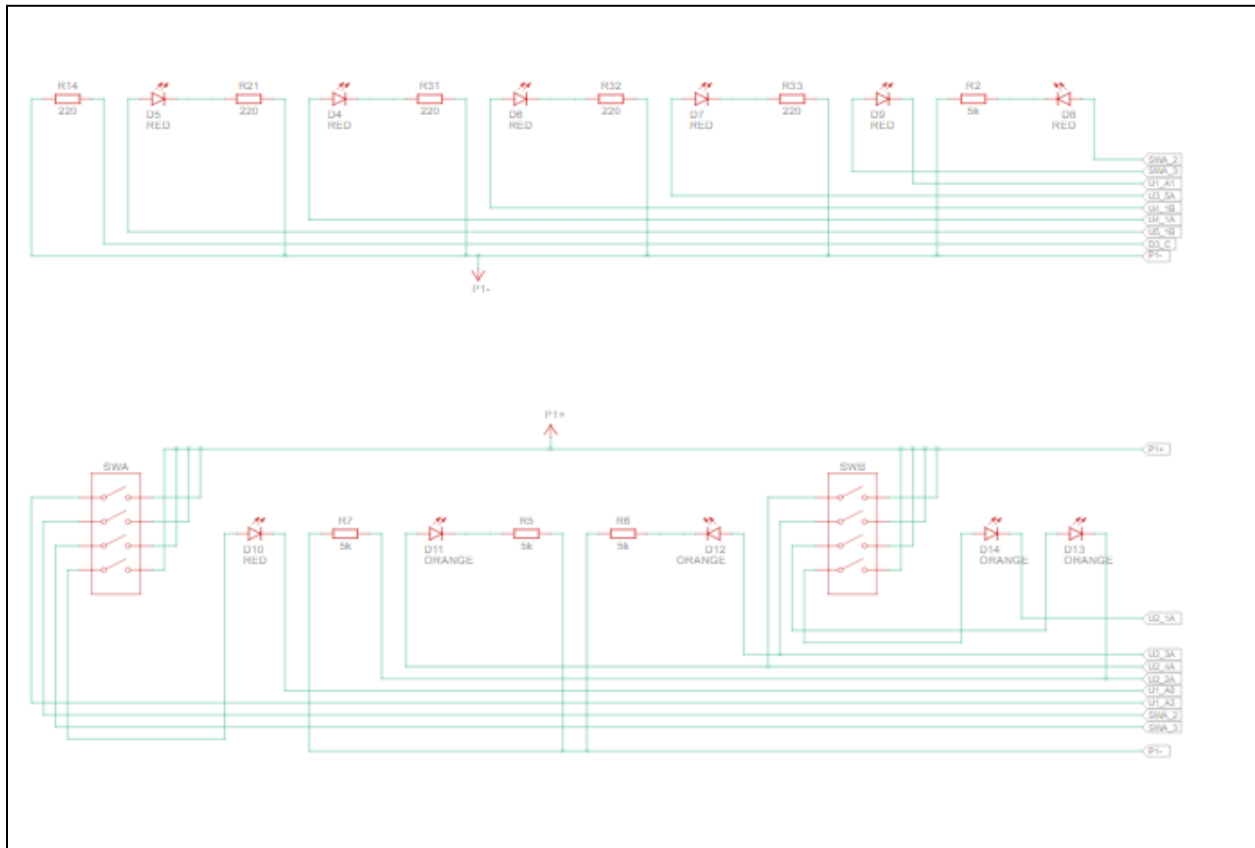 R14
220
D5
RED
R21
220
D4
RED
R31
220
D6
RED
R32
220
D7
RED
R33
220
D9
RED
R2
5k
D8
RED
SWA_2
SWA_3
U1_A1
U3_5A
U4_1B
U4_1A
U5_1B
D3_C
P1-
P1-
P1+
P1+
SWA
SWB
D10
RED
R7
5k
D11
ORANGE
R5
5k
R6
5k
D12
ORANGE
D14
ORANGE
D13
ORANGE
U2_1A
U2_3A
U2_4A
U2_2A
U1_A0
U1_A3
SWA_2
SWA_3
P1-